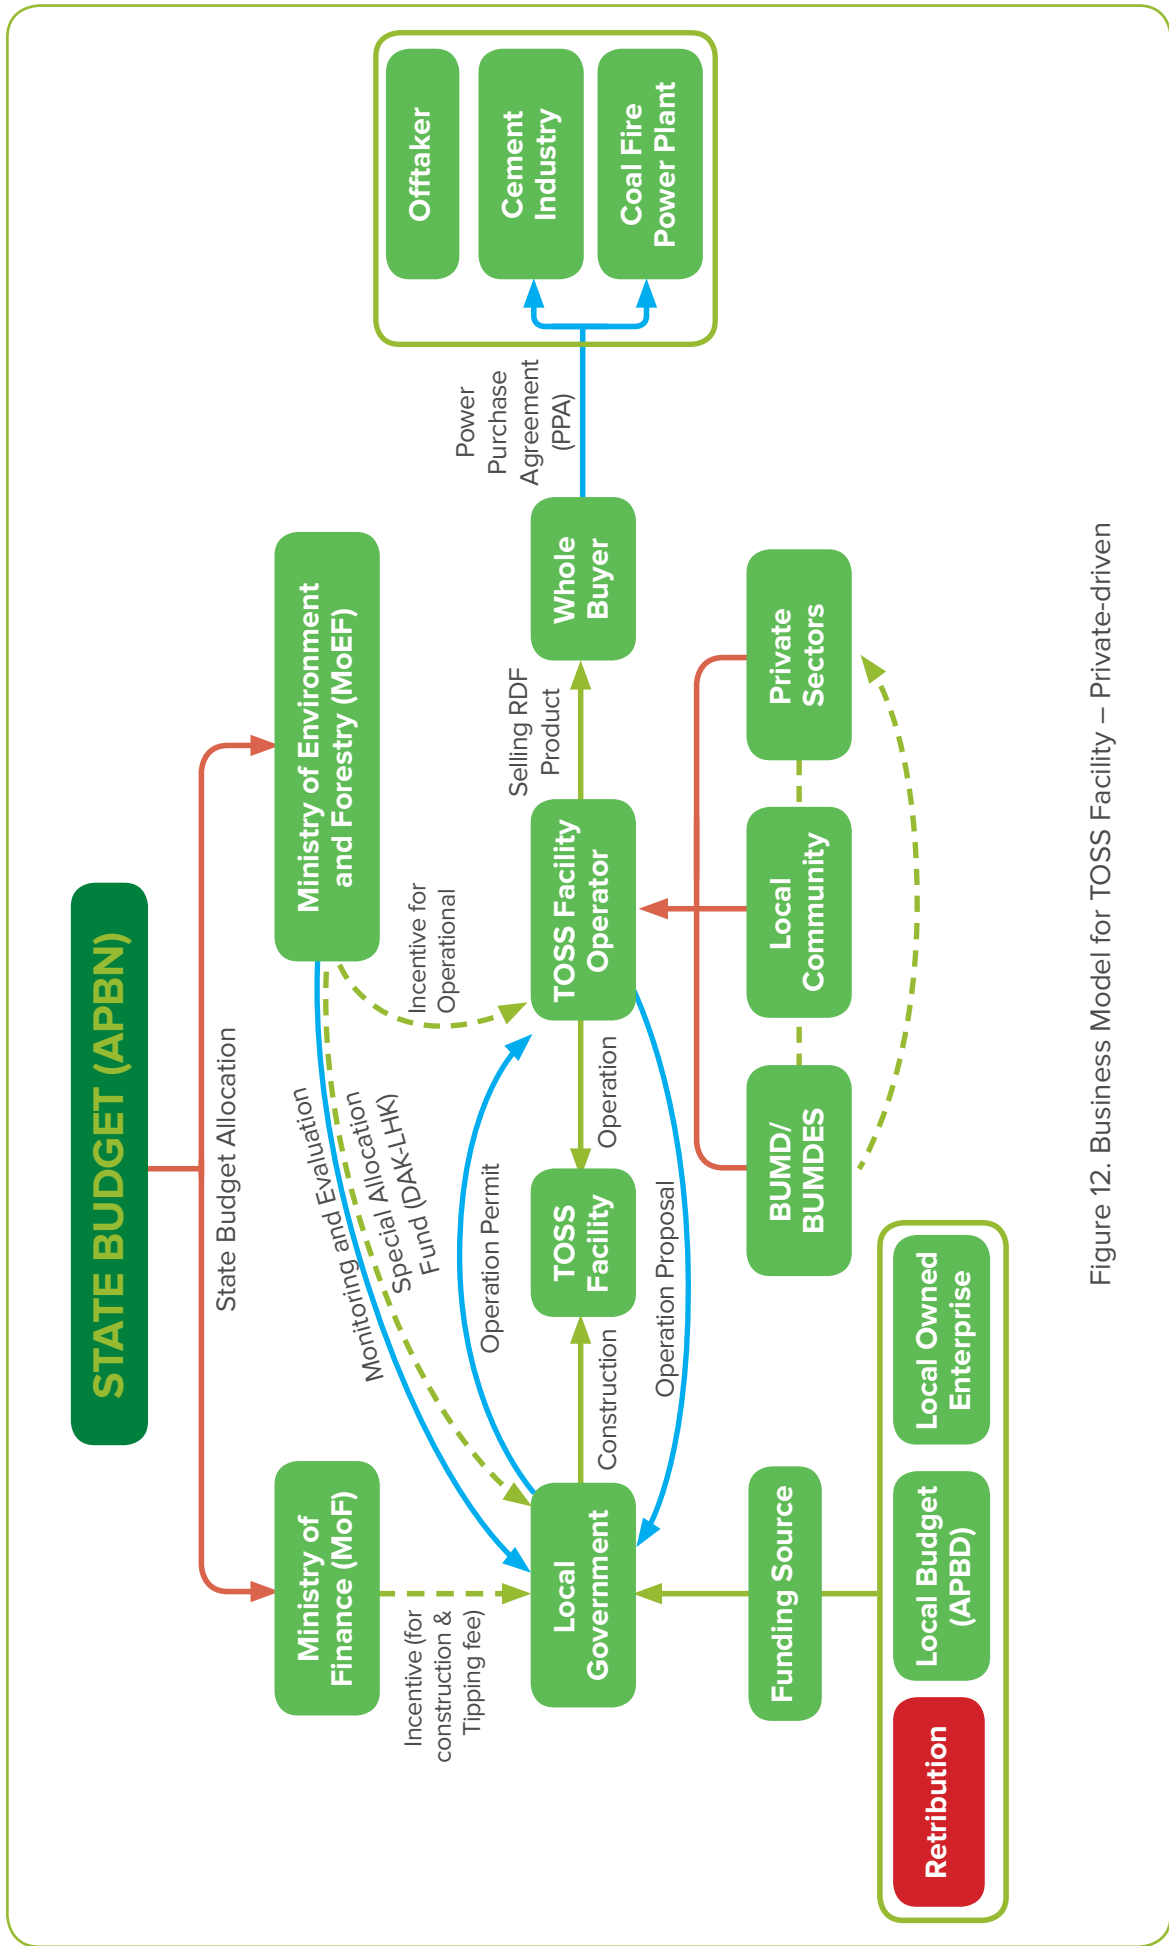 STATE BUDGET (APBN)
State Budget Allocation
Ministry of
Finance (MoF)
Ministry of Environment
and Forestry (MoEF)
Incentive (for
construction &
Tipping fee)
Monitoring and Evaluation
Special Allocation
Fund (DAK-LHK)
Incentive for
Operational
Operation Permit
Local
Government
Construction
TOSS
Facility
Operation
TOSS Facility
Operator
Selling RDF
Product
Whole
Buyer
Power
Purchase
Agreement
(PPA)
Offtaker
Cement
Industry
Coal Fire
Power Plant
Operation Proposal
Funding Source
BUMD/
BUMDES
Local
Community
Private
Sectors
Retribution
Local Budget
(APBD)
Local Owned
Enterprise
Figure 12. Business Model for TOSS Facility – Private-driven